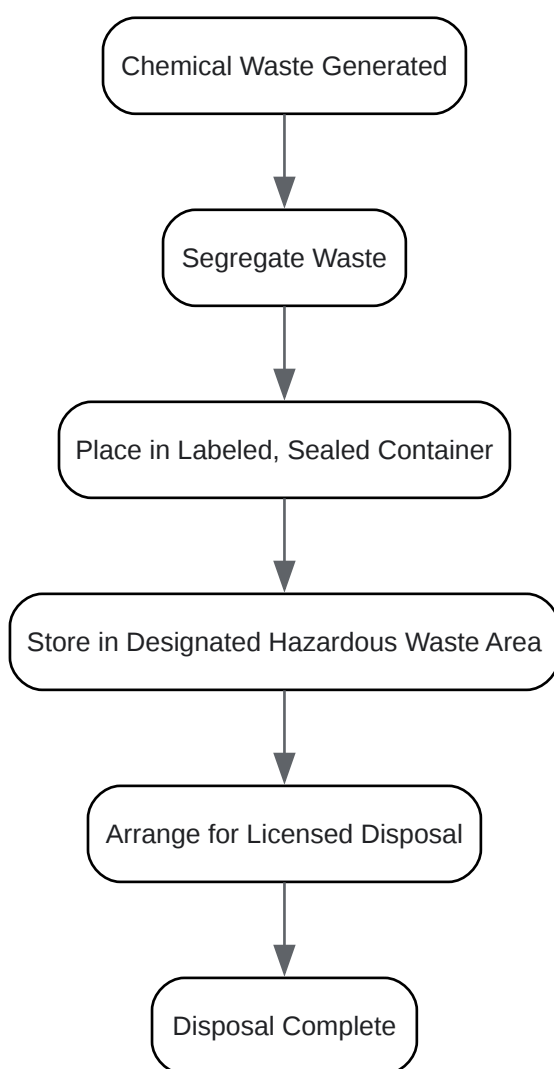 Chemical Waste Generated
Segregate Waste
Place in Labeled, Sealed Container
Store in Designated Hazardous Waste Area
Arrange for Licensed Disposal
Disposal Complete